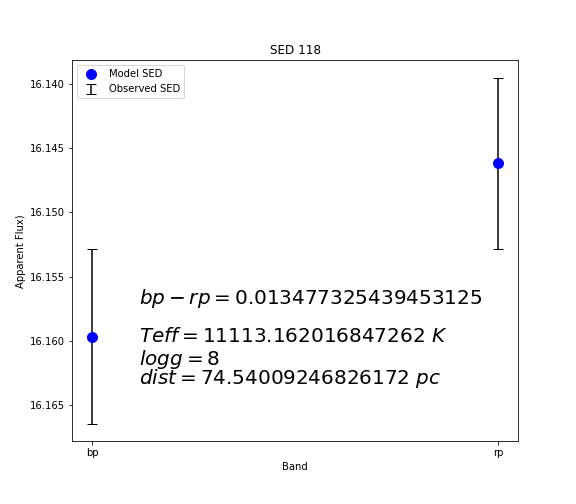 SED 118
Model SED
Observed SED
16.140
16.145
16.150
16.155
16.160
16.165
Apparent Flux)
bp − rp = 0.013477325439453125
Teff = 11113.162016847262 K
logg = 8
dist = 74.54009246826172 pc
bp
rp
Band